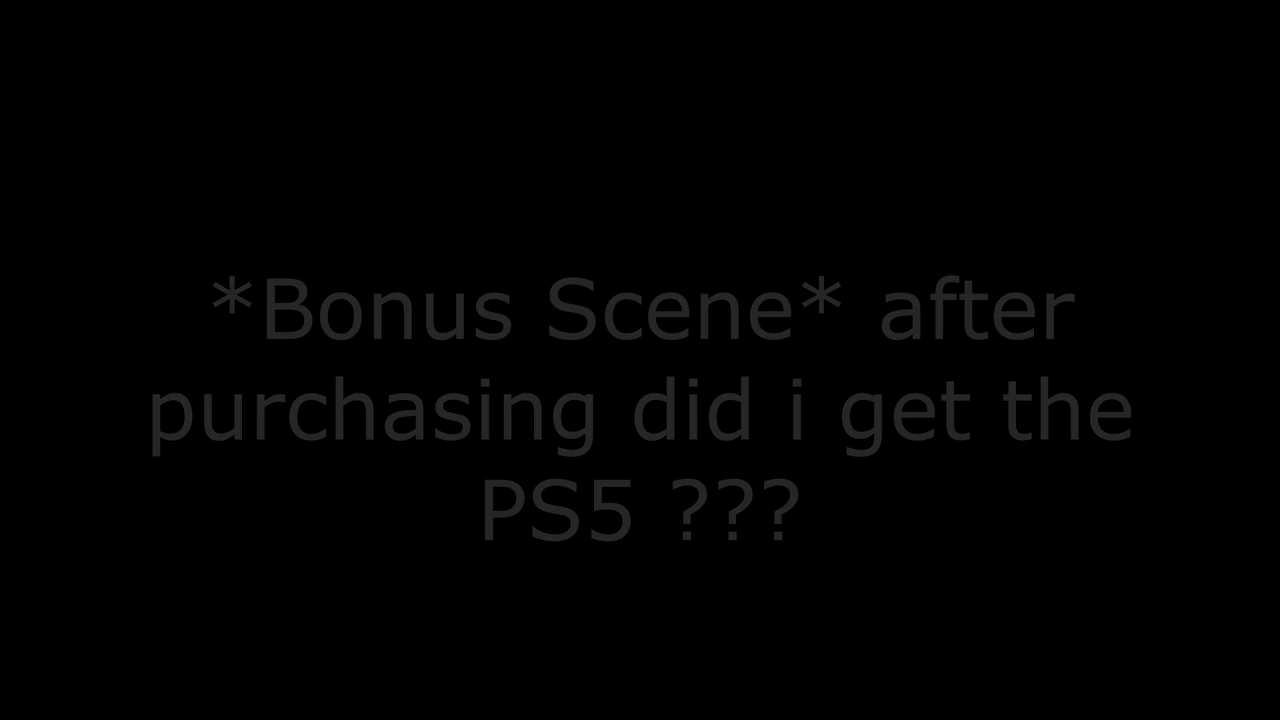 *Bonus Scene* after
purchasing did i get the
PS5 ???